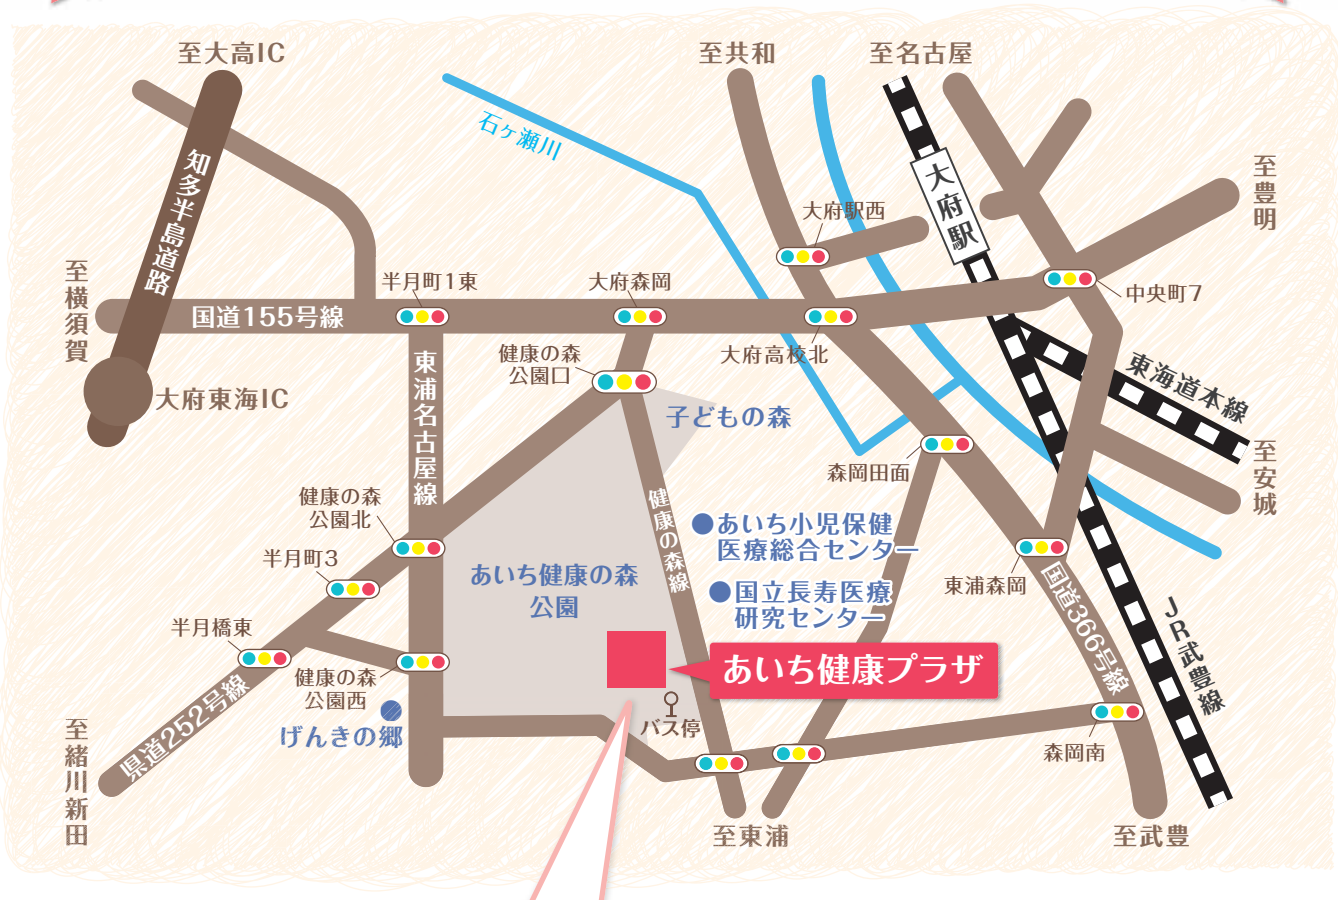 至大高IC
至共和
至名古屋
石ヶ瀬川
知多半島道路
大府駅
至豊明
大府駅西
至横須賀
半月町1東
大府森岡
中央町7
国道155号線
健康の森
公園口
大府高校北
東海道本線
大府東海IC
東浦名古屋線
子どもの森
至安城
森岡田面
健康の森
公園北
健康の森線
あいち小児保健
医療総合センター
半月町3
あいち健康の森
公園
国立長寿医療
研究センター
東浦森岡
国道366号線
JR武豊線
半月橋東
健康の森
公園西
あいち健康プラザ
県道252号線
げんきの郷
バス停
森岡南
至緒川新田
至東浦
至武豊